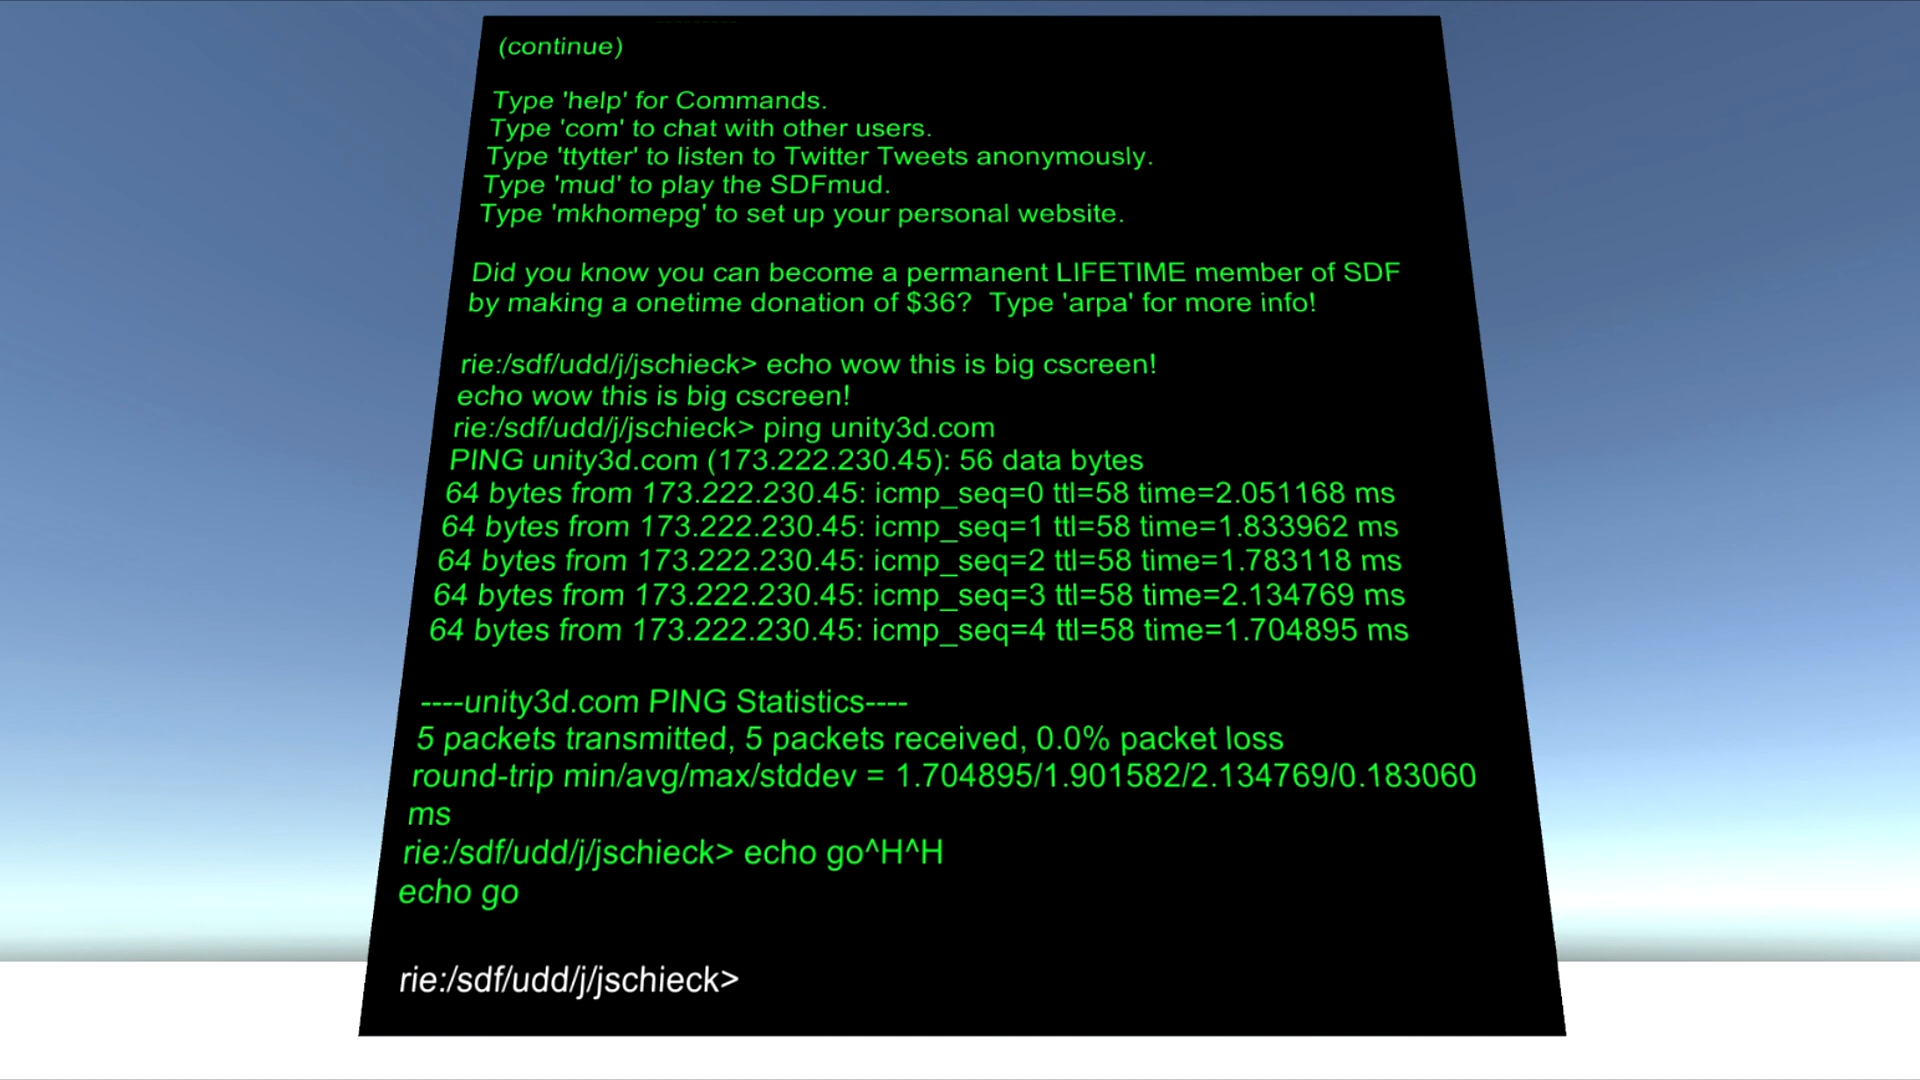 (continue)
Type 'help' for Commands.
Type 'com' to chat with other users.
Type 'ttytter' to listen to Twitter Tweets anonymously.
Type 'mud' to play the SDFmud.
Type 'mkhomepg' to set up your personal website.
Did you know you can become a permanent LIFETIME member of SDF
by making a onetime donation of $36?  Type 'arpa' for more info!
rie:/sdf/udd/j/jschieck> echo wow this is big cscreen!
echo wow this is big cscreen!
rie:/sdf/udd/j/jschieck> ping unity3d.com
PING unity3d.com (173.222.230.45): 56 data bytes
64 bytes from 173.222.230.45: icmp_seq=0 ttl=58 time=2.051168 ms
64 bytes from 173.222.230.45: icmp_seq=1 ttl=58 time=1.833962 ms
64 bytes from 173.222.230.45: icmp_seq=2 ttl=58 time=1.783118 ms
64 bytes from 173.222.230.45: icmp_seq=3 ttl=58 time=2.134769 ms
64 bytes from 173.222.230.45: icmp_seq=4 ttl=58 time=1.704895 ms
----unity3d.com PING Statistics----
5 packets transmitted, 5 packets received, 0.0% packet loss
round-trip min/avg/max/stddev = 1.704895/1.901582/2.134769/0.183060
ms
rie:/sdf/udd/j/jschieck> echo go^H^H
echo go
rie:/sdf/udd/j/jschieck>